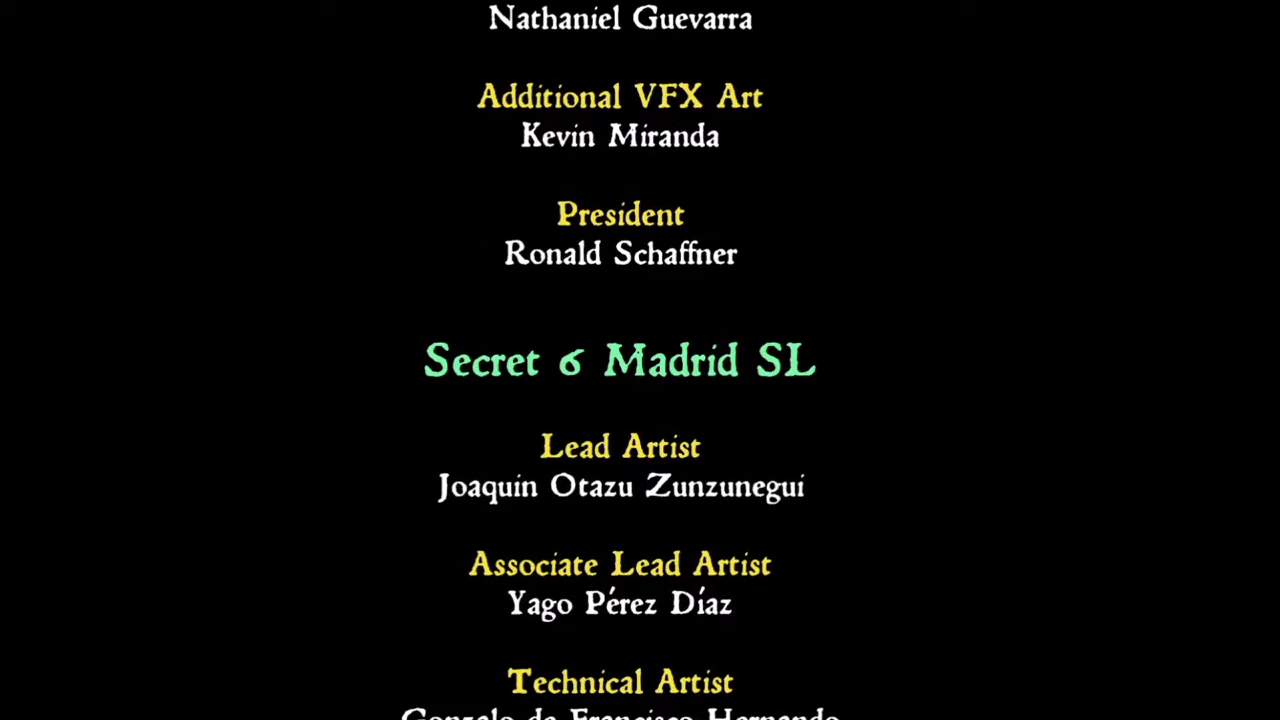 Nathaniel Guevarra
Additional VFX Art
Kevin Miranda
President
Ronald Schaffner
Secret 6 Madrid SL
Lead Artist
Joaquin Otazu Zunzunegui
Associate Lead Artist
Yago Pérez Díaz
Technical Artist
Gonzalo de Francisco Hernando